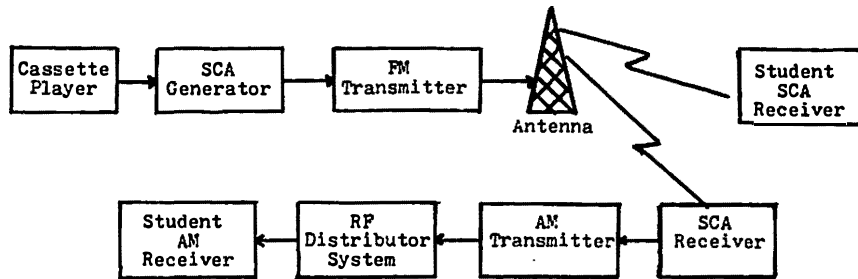 Cassette
Player
SCA
Generator
FM
Transmitter
Antenna
Student
SCA
Receiver
Student
AM
Receiver
RF
Distributor
System
AM
Transmitter
SCA
Receiver